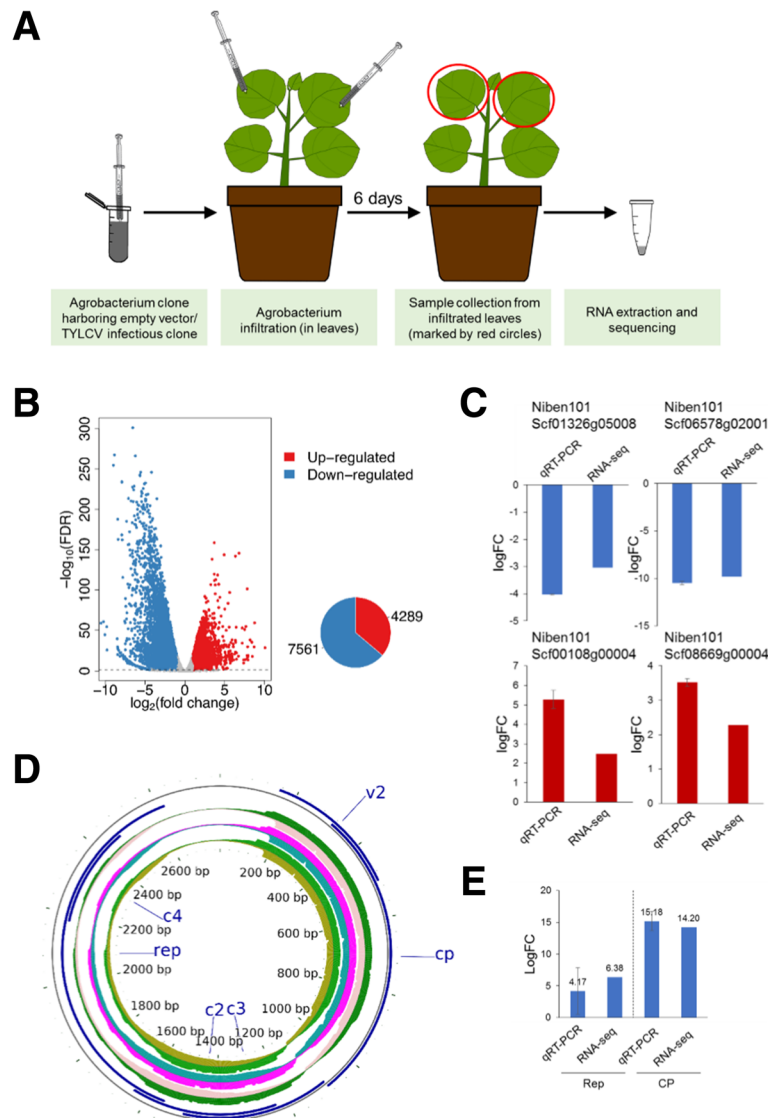 A
6 days
Agrobacterium clone
harboring empty vector/
TYLCV infectious clone
Agrobacterium
infiltration (in leaves)
Sample collection from
infiltrated leaves
(marked by red circles)
RNA extraction and
sequencing
B
300
250
200
150
100
50
0
−log10(FDR)
−10
−5
0
5
10
log2(fold change)
Up−regulated
Down−regulated
4289
7561
C
Niben101
Scf01326g05008
qRT-PCR
RNA-seq
0
-1
-2
-3
-4
-5
logFC
Niben101
Scf06578g02001
qRT-PCR
RNA-seq
0
-5
-10
-15
logFC
Niben101
Scf00108g00004
7
6
5
4
3
2
1
0
logFC
qRT-PCR
RNA-seq
Niben101
Scf08669g00004
4
3
2
1
0
logFC
qRT-PCR
RNA-seq
D
v2
cp
c3
c2
rep
c4
200 bp
400 bp
600 bp
800 bp
1000 bp
1200 bp
1400 bp
1600 bp
1800 bp
2000 bp
2200 bp
2400 bp
2600 bp
E
20
15
10
5
0
LogFC
4.17
6.38
15.18
14.20
qRT-PCR
RNA-seq
qRT-PCR
RNA-seq
Rep
CP